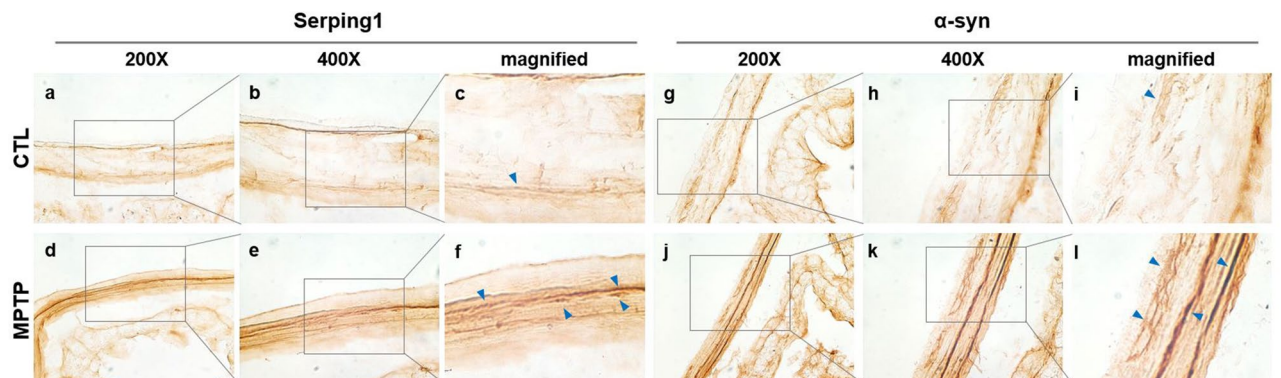 Serping1 α-syn
200X 400X magnified 200X 400X magnified
a b c g h i
CTL
d e f j k l
MPTP